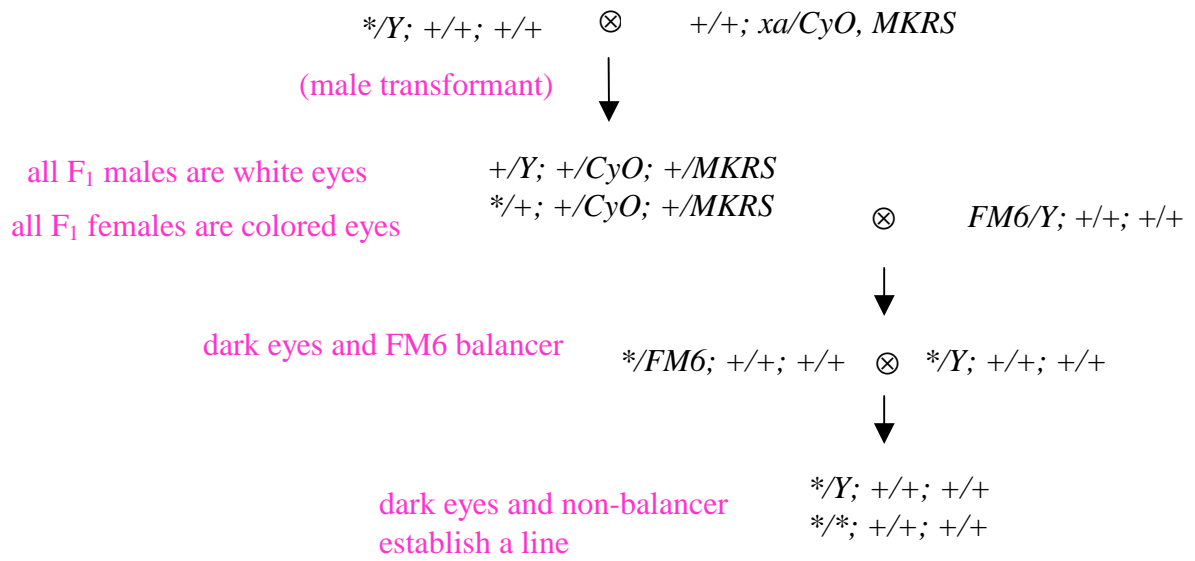 */Y; +/+; +/+ ⊗ +/+; xa/CyO, MKRS
(male transformant)
all F₁ males are white eyes +/Y; +/CyO; +/MKRS
*/+; +/CyO; +/MKRS
all F₁ females are colored eyes ⊗ FM6/Y; +/+; +/+
dark eyes and FM6 balancer */FM6; +/+; +/+ ⊗ */Y; +/+; +/+
*/Y; +/+; +/+
dark eyes and non-balancer */*; +/+; +/+
establish a line